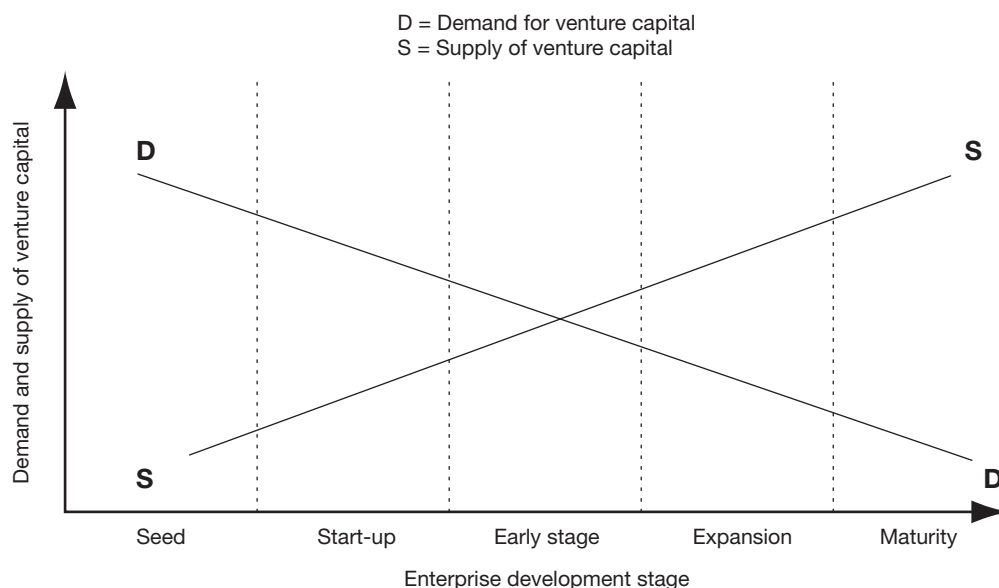 D = Demand for venture capital
S = Supply of venture capital
Demand and supply of venture capital
D
S
S
D
Seed
Start-up
Early stage
Expansion
Maturity
Enterprise development stage